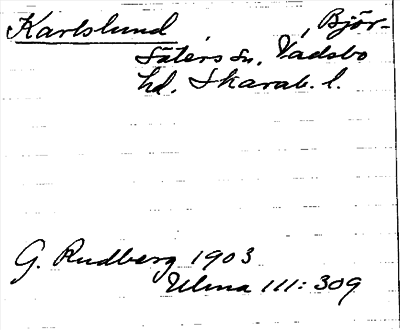 Karlslund, Björ-
säters sn, Vadsbo
hd. Skarab. l.
G. Rudberg 1903
Ulma 111:309